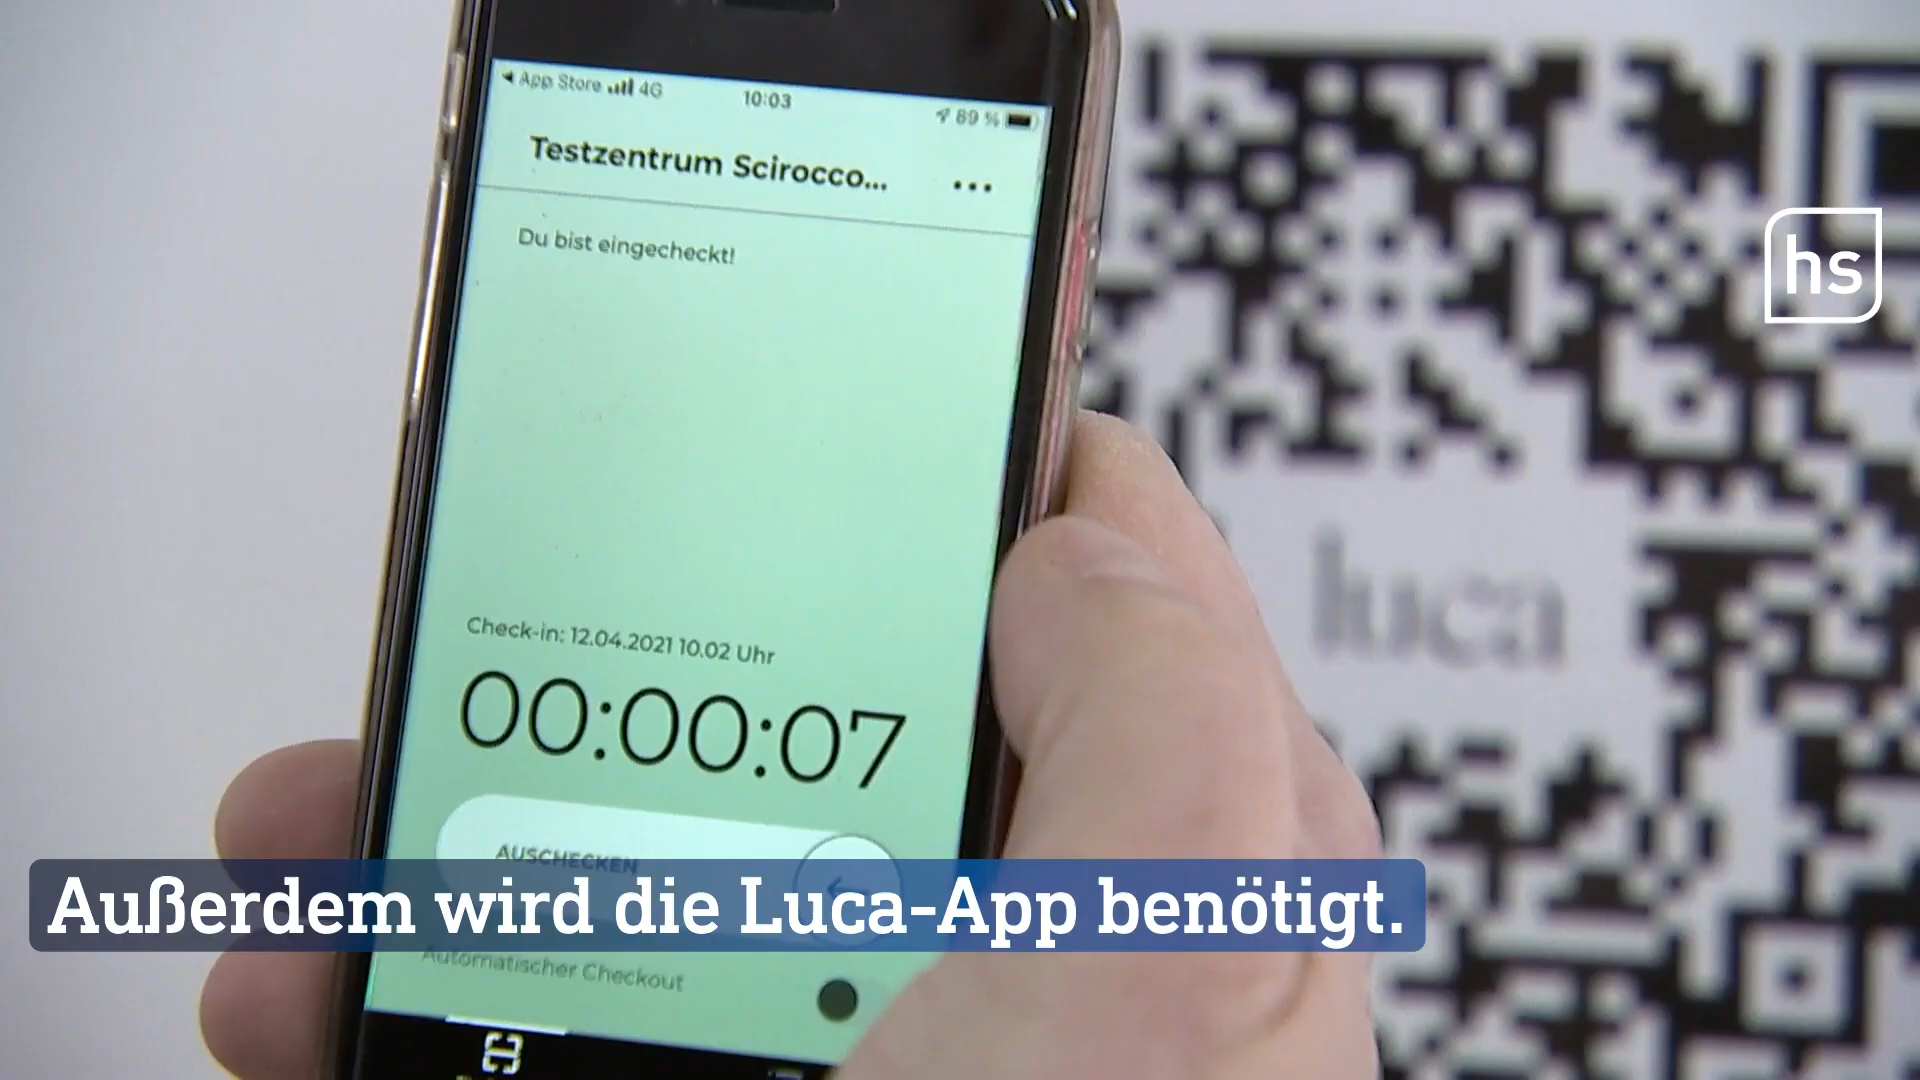 App Store 4G 10:03 89 %
Testzentrum Scirocco...
Du bist eingecheckt!
hs
luca
Check-in: 12.04.2021 10.02 Uhr
00:00:07
AUSCHECKEN
Außerdem wird die Luca-App benötigt.
Automatischer Checkout